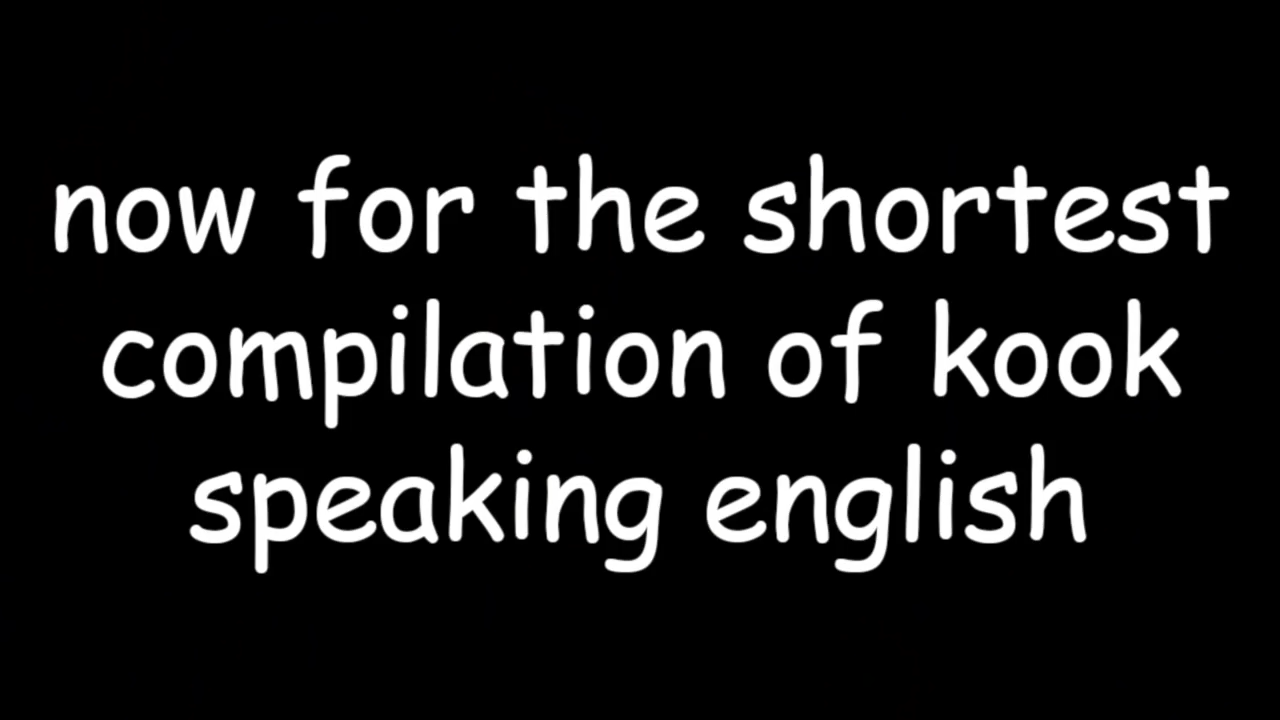 now for the shortest
compilation of kook
speaking english